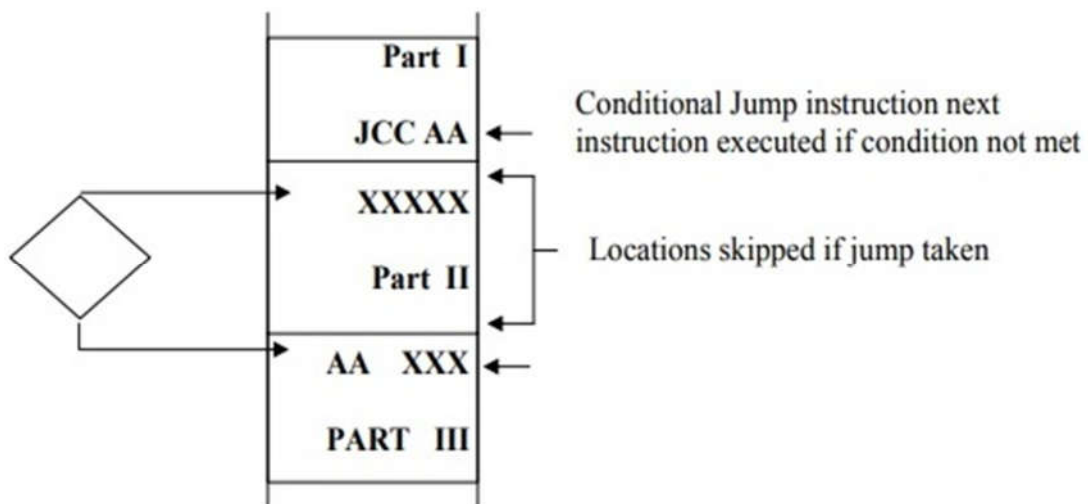 Part I
JCC AA
Conditional Jump instruction next
instruction executed if condition not met
XXXXX
Part II
Locations skipped if jump taken
AA XXX
PART III